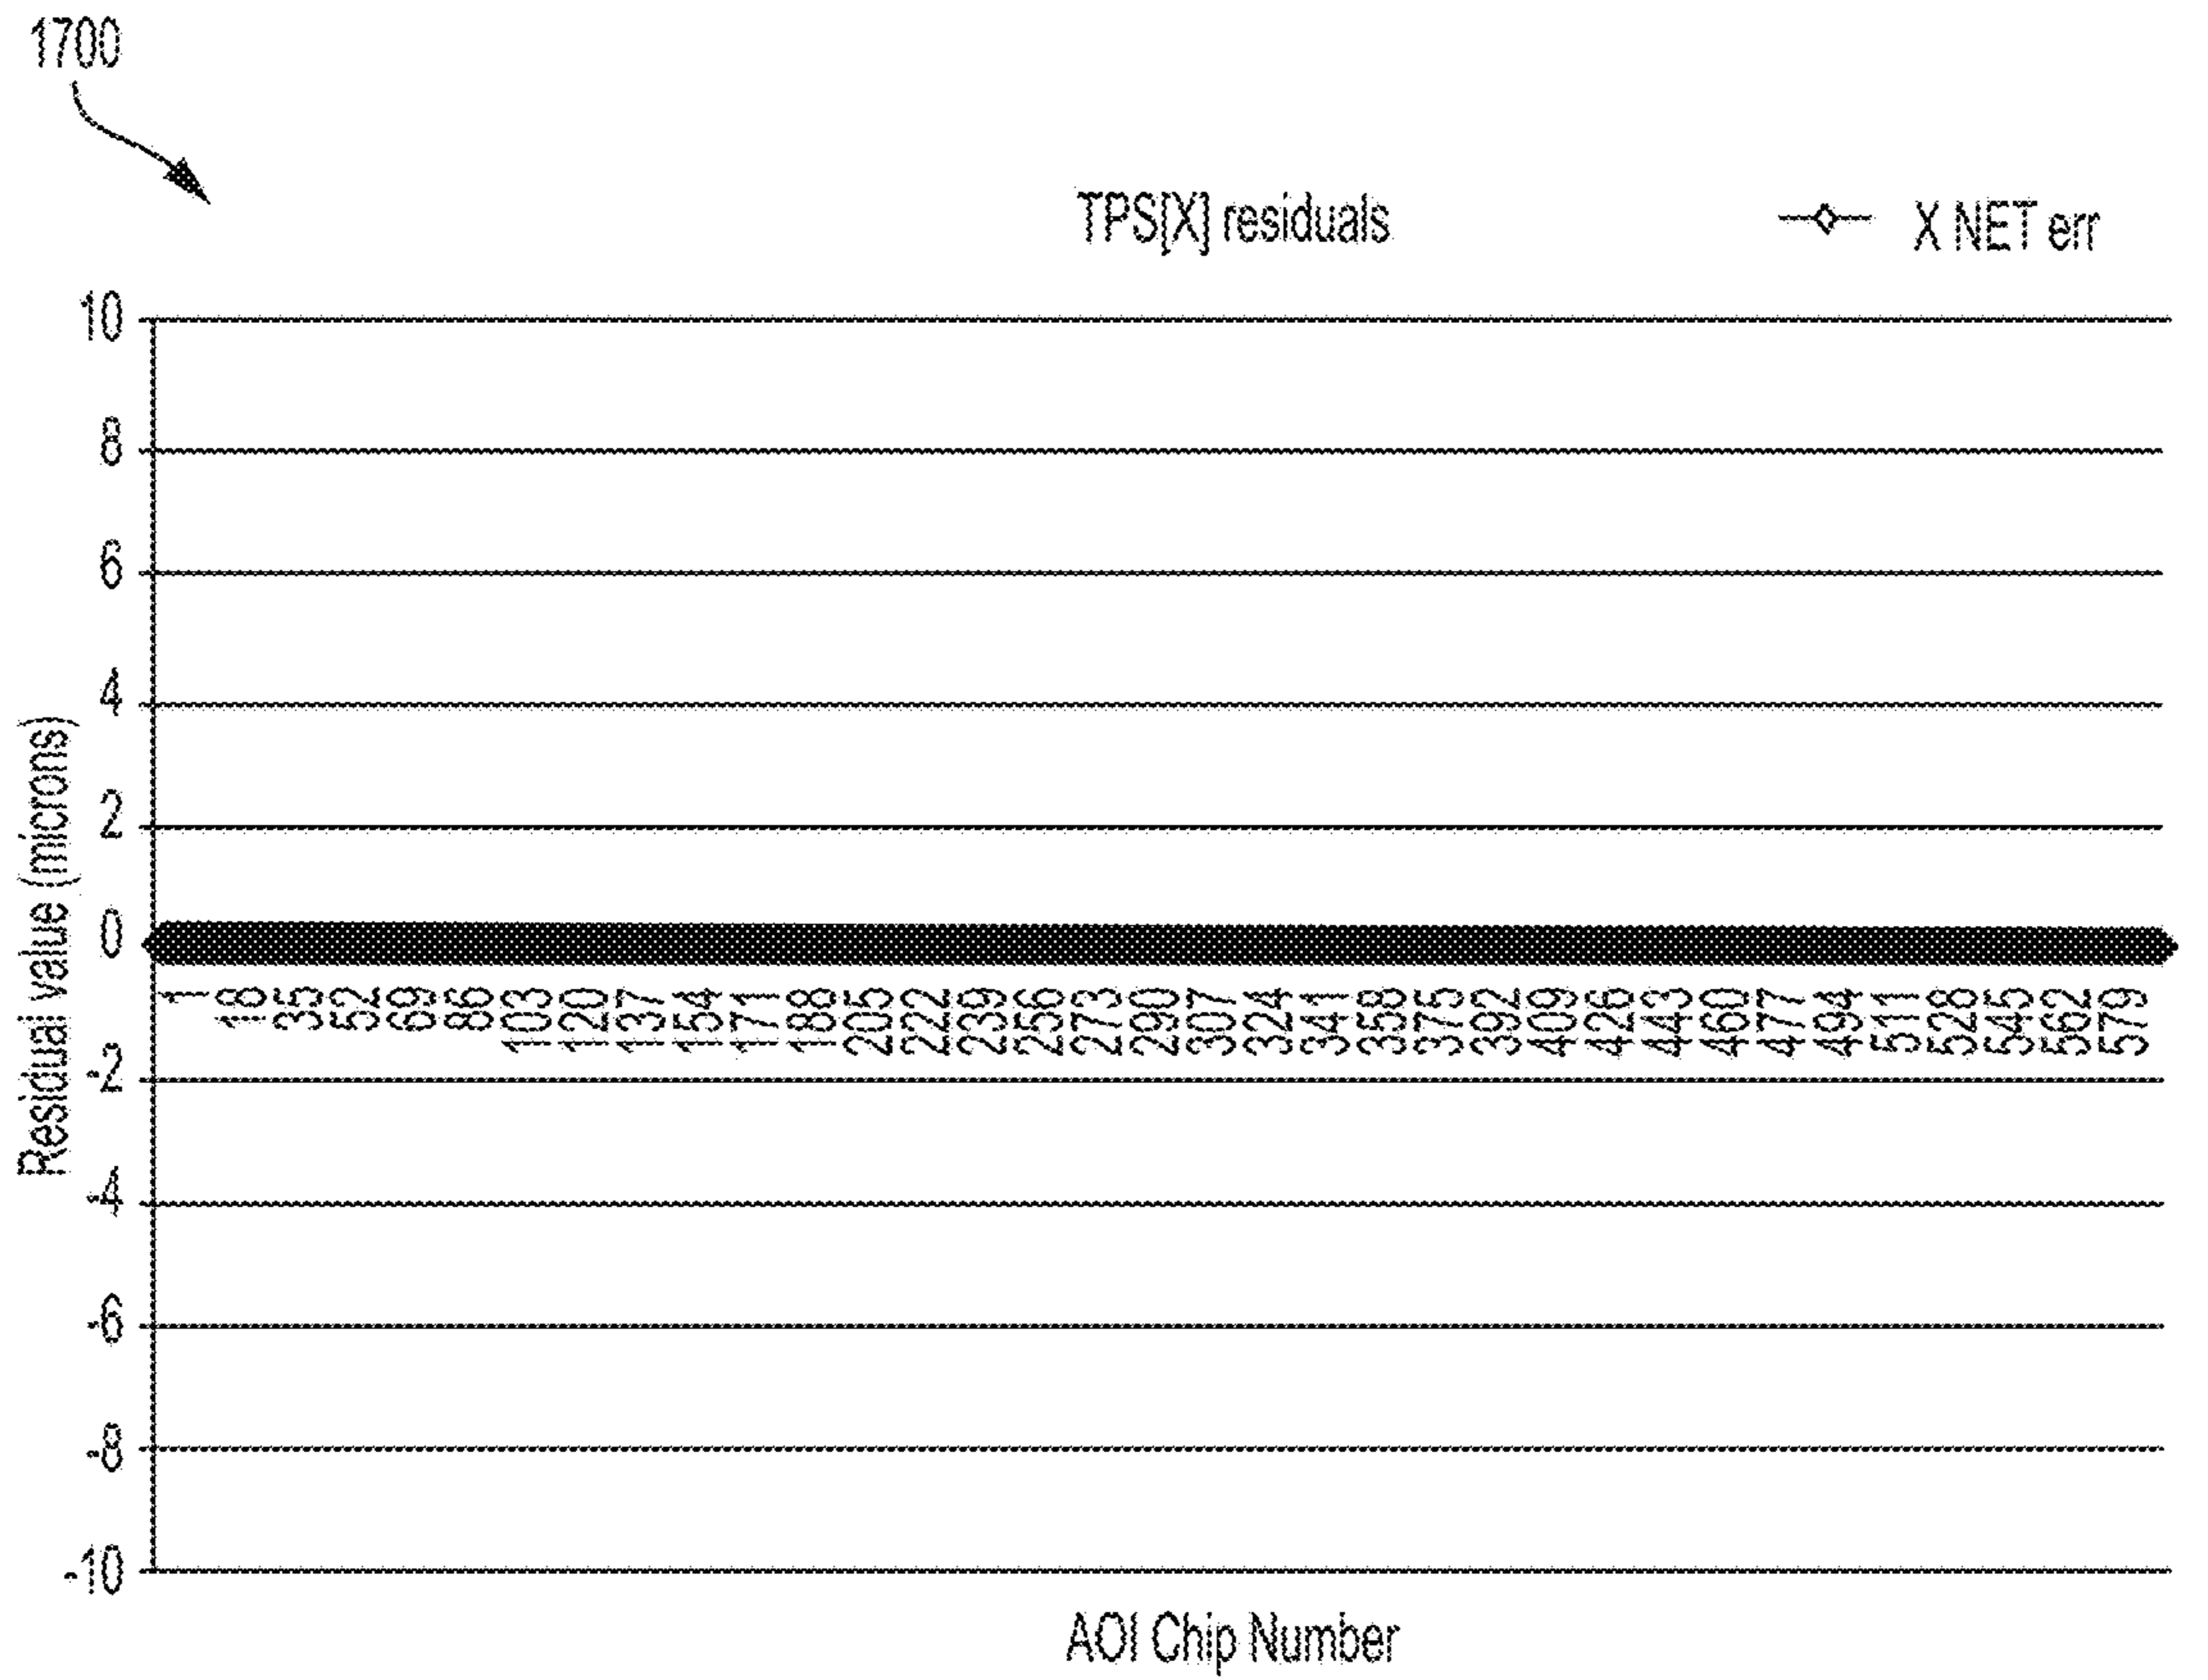 1700
TPS[X] residuals
X NET err
10
8
6
4
2
0
-2
-4
-6
-8
-10
Residual value (microns)
1 18 35 52 69 86 103 120 137 154 171 188 205 222 239 256 273 290 307 324 341 358 375 392 409 426 443 460 477 494 511 528 545 562 579
AOI Chip Number